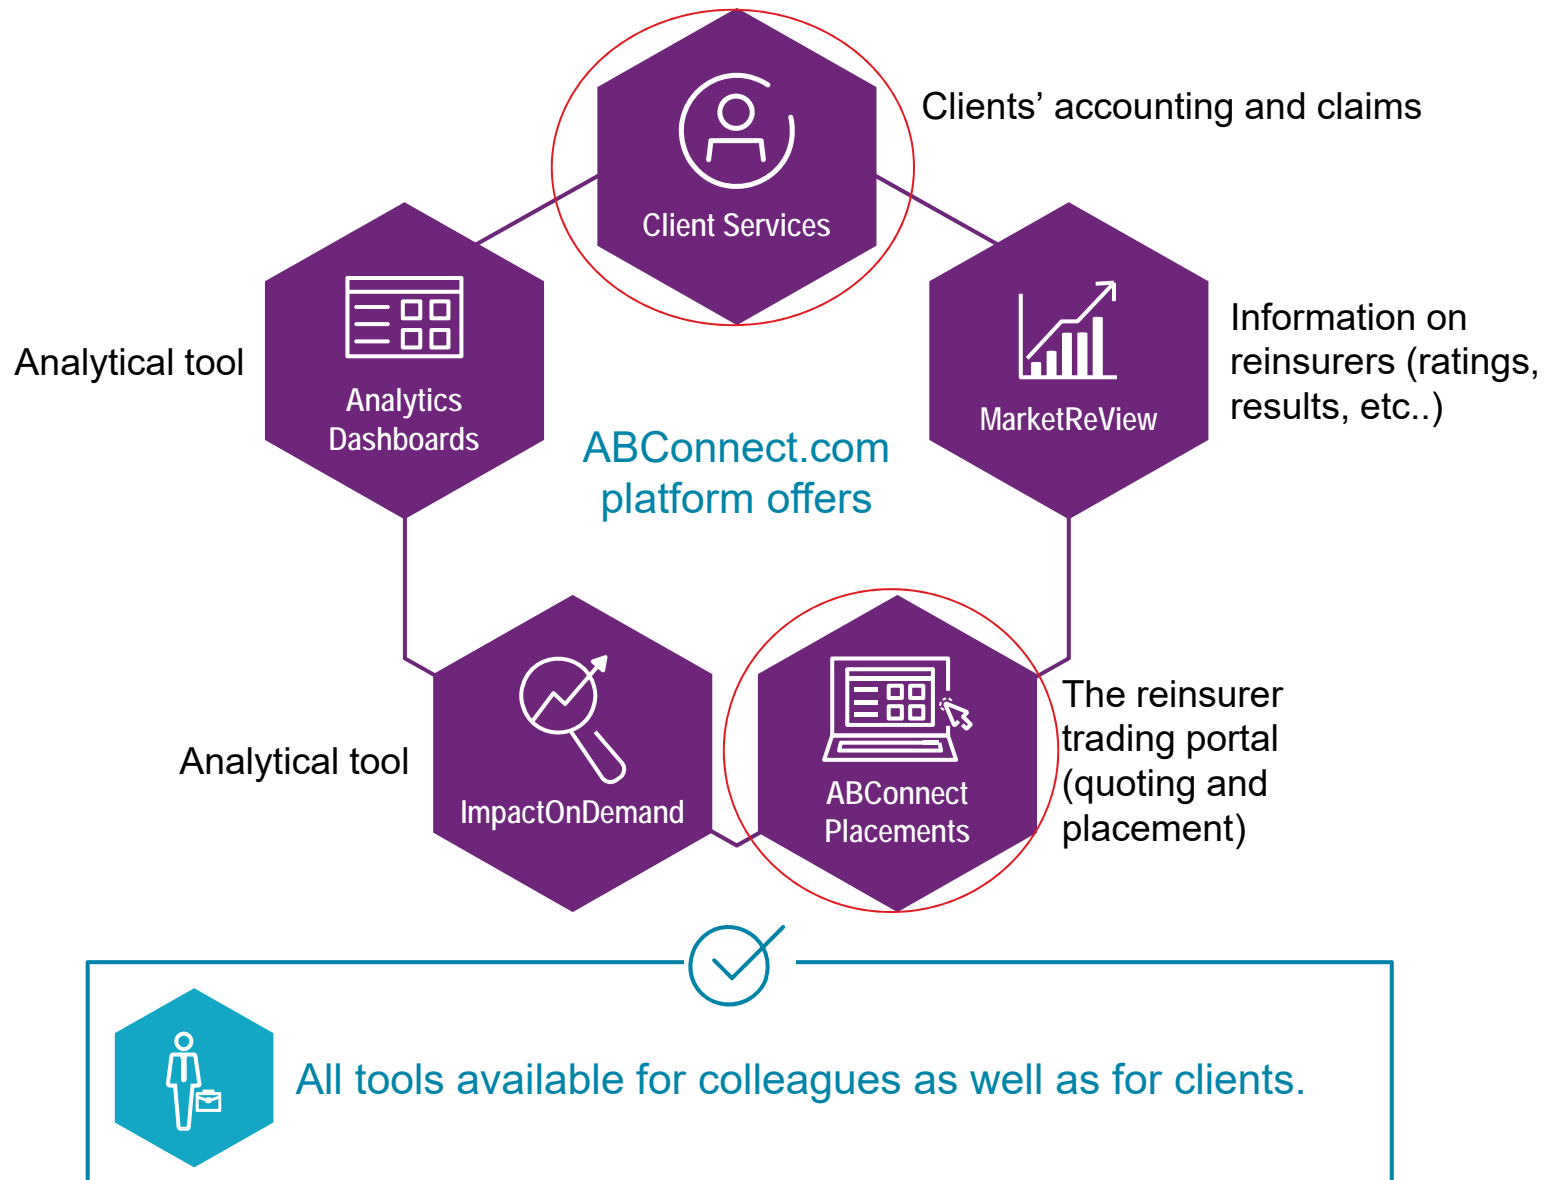 Clients’ accounting and claims
Client Services
Information on
reinsurers (ratings,
results, etc..)
MarketReView
Analytical tool
Analytics
Dashboards
ABConnect.com
platform offers
The reinsurer
trading portal
(quoting and
placement)
ABConnect
Placements
Analytical tool
ImpactOnDemand
All tools available for colleagues as well as for clients.